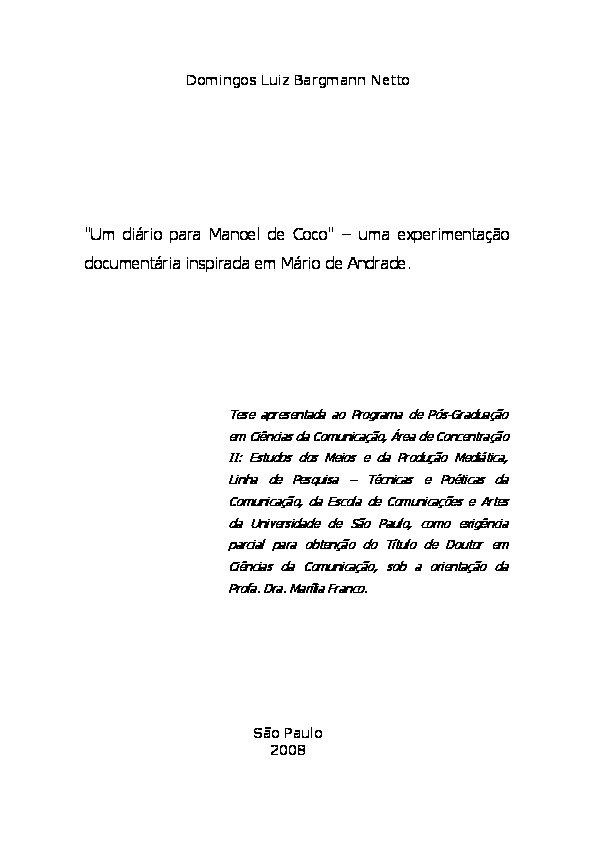 Domingos Luiz Bargmann Netto
"Um diário para Manoel de Coco" – uma experimentação
documentária inspirada em Mário de Andrade.
Tese apresentada ao Programa de Pós-Graduação
em Ciências da Comunicação, Área de Concentração
II: Estudos dos Meios e da Produção Mediática,
Linha de Pesquisa – Técnicas e Poéticas da
Comunicação, da Escola de Comunicações e Artes
da Universidade de São Paulo, como exigência
parcial para obtenção do Título de Doutor em
Ciências da Comunicação, sob a orientação da
Profa. Dra. Marília Franco.
São Paulo
2008